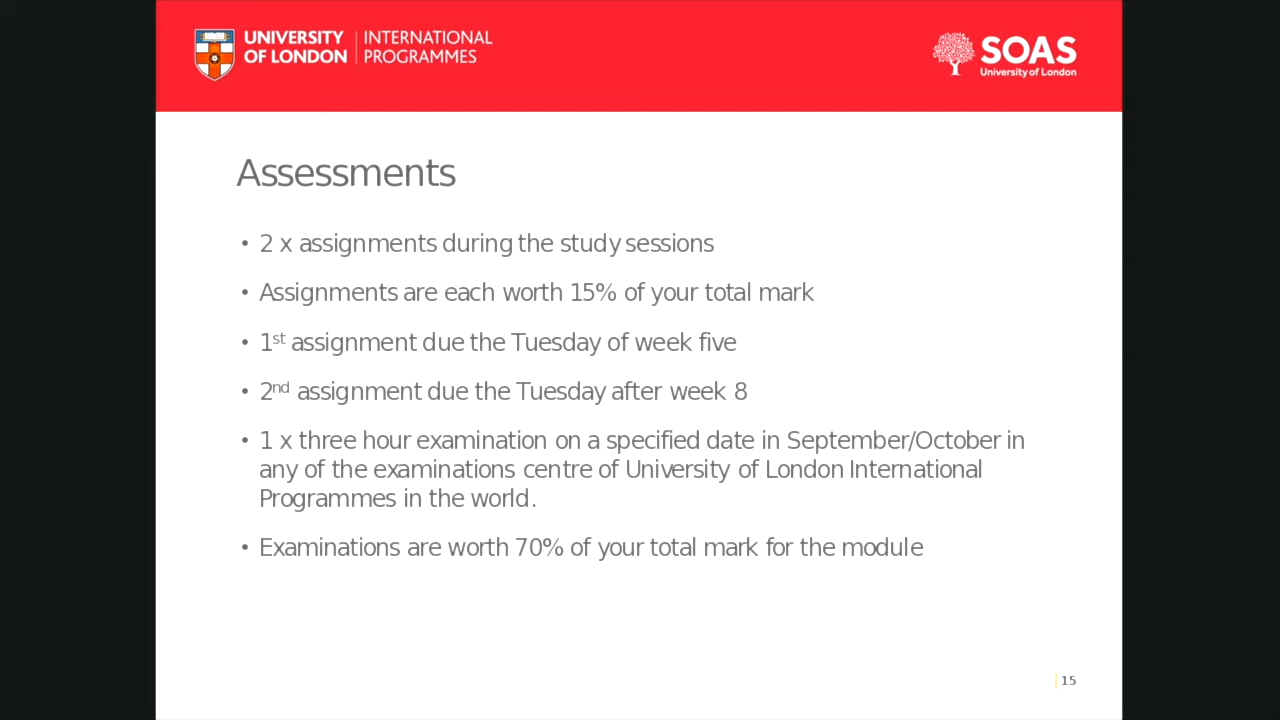 UNIVERSITY
OF LONDON
INTERNATIONAL
PROGRAMMES
SOAS
University of London
Assessments
• 2 x assignments during the study sessions
• Assignments are each worth 15% of your total mark
• 1st assignment due the Tuesday of week five
• 2nd assignment due the Tuesday after week 8
• 1 x three hour examination on a specified date in September/October in
any of the examinations centre of University of London International
Programmes in the world.
• Examinations are worth 70% of your total mark for the module
15